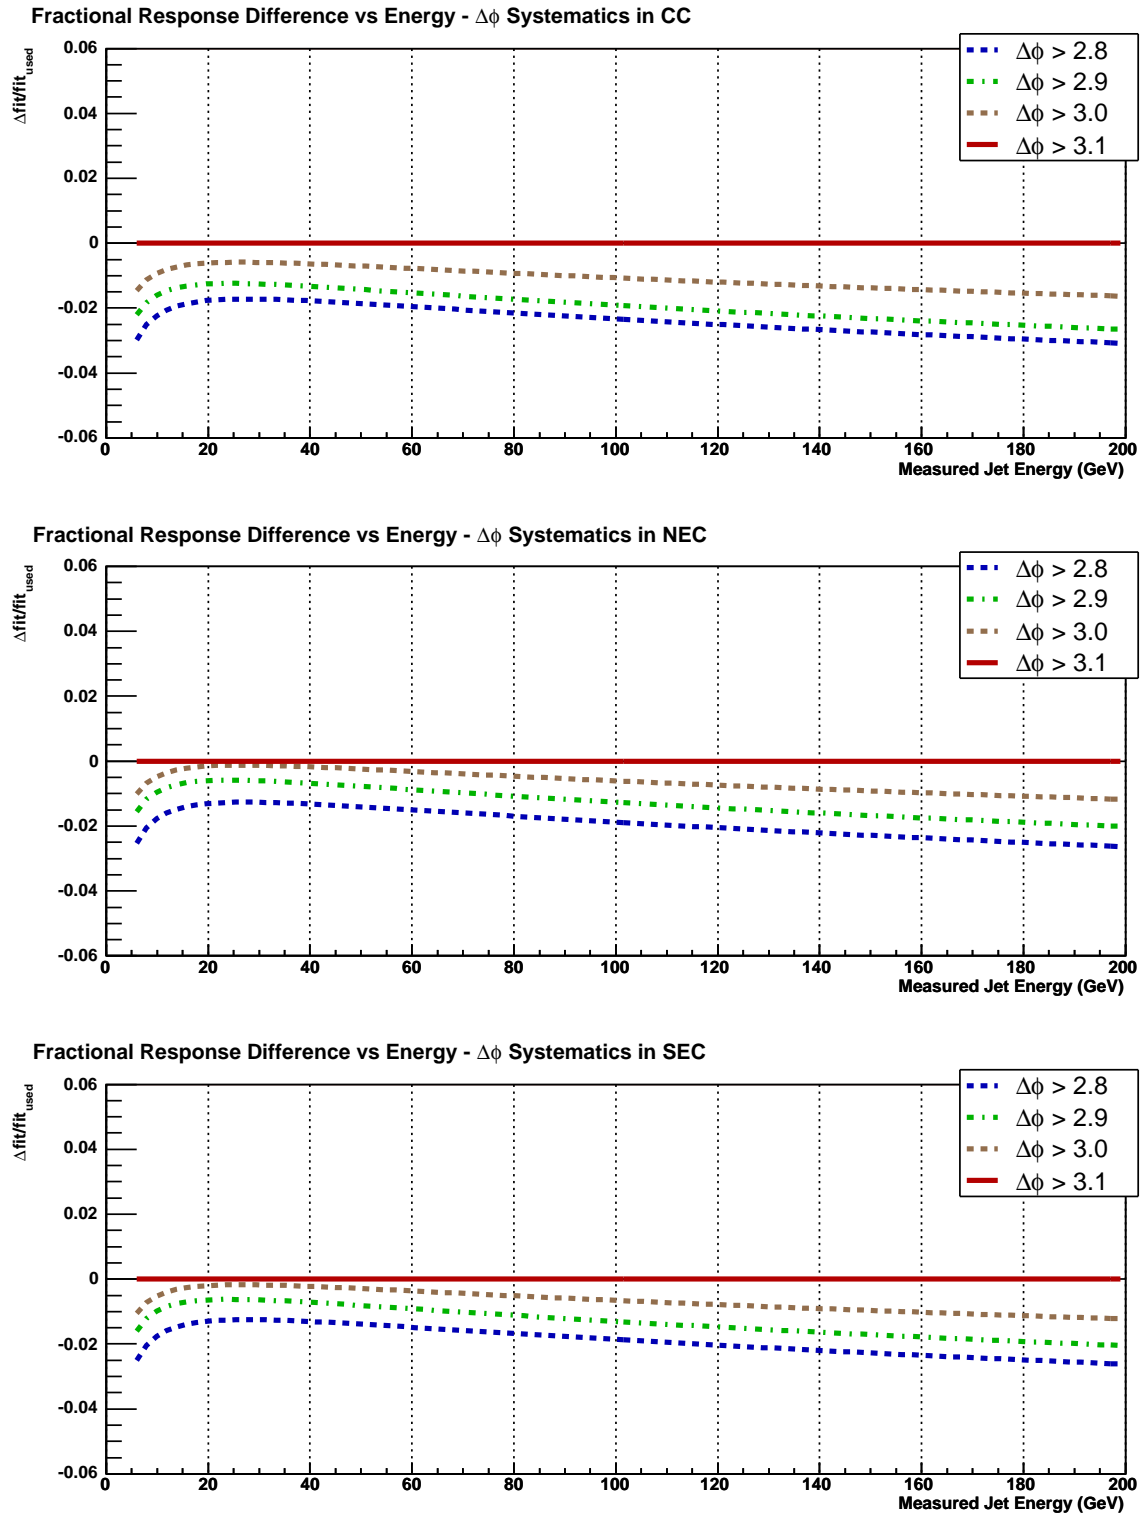 Fractional Response Difference vs Energy - Δϕ Systematics in CC
Δfit/fit_used
0.06
0.04
0.02
0
-0.02
-0.04
-0.06
0 20 40 60 80 100 120 140 160 180 200
Measured Jet Energy (GeV)
Δϕ > 2.8
Δϕ > 2.9
Δϕ > 3.0
Δϕ > 3.1
Fractional Response Difference vs Energy - Δϕ Systematics in NEC
Δfit/fit_used
0.06
0.04
0.02
0
-0.02
-0.04
-0.06
0 20 40 60 80 100 120 140 160 180 200
Measured Jet Energy (GeV)
Δϕ > 2.8
Δϕ > 2.9
Δϕ > 3.0
Δϕ > 3.1
Fractional Response Difference vs Energy - Δϕ Systematics in SEC
Δfit/fit_used
0.06
0.04
0.02
0
-0.02
-0.04
-0.06
0 20 40 60 80 100 120 140 160 180 200
Measured Jet Energy (GeV)
Δϕ > 2.8
Δϕ > 2.9
Δϕ > 3.0
Δϕ > 3.1